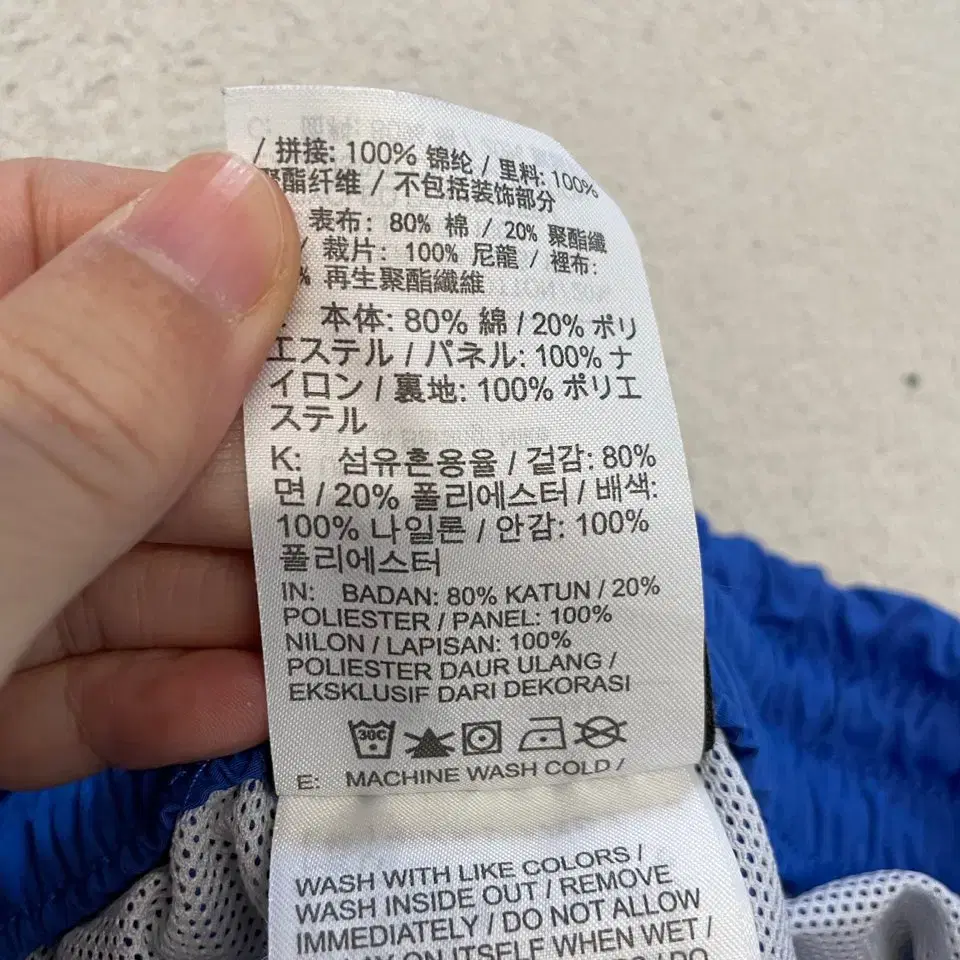 / 拼接: 100% 锦纶 / 里料: 100%
聚酯纤维 / 不包括装饰部分
表布: 80% 棉 / 20% 聚酯纖
/ 裁片: 100% 尼龍 / 裡布:
% 再生聚酯纖維
本体: 80% 綿 / 20% ポリ
エステル / パネル: 100% ナ
イロン / 裏地: 100% ポリエ
ステル
K: 섬유혼용율 / 겉감: 80%
면 / 20% 폴리에스터 / 배색:
100% 나일론 / 안감: 100%
폴리에스터
IN: BADAN: 80% KATUN / 20%
POLIESTER / PANEL: 100%
NILON / LAPISAN: 100%
POLIESTER DAUR ULANG /
EKSKLUSIF DARI DEKORASI
30C
E: MACHINE WASH COLD /
WASH WITH LIKE COLORS /
WASH INSIDE OUT / REMOVE
IMMEDIATELY / DO NOT ALLOW
ON ITSELF WHEN WET /